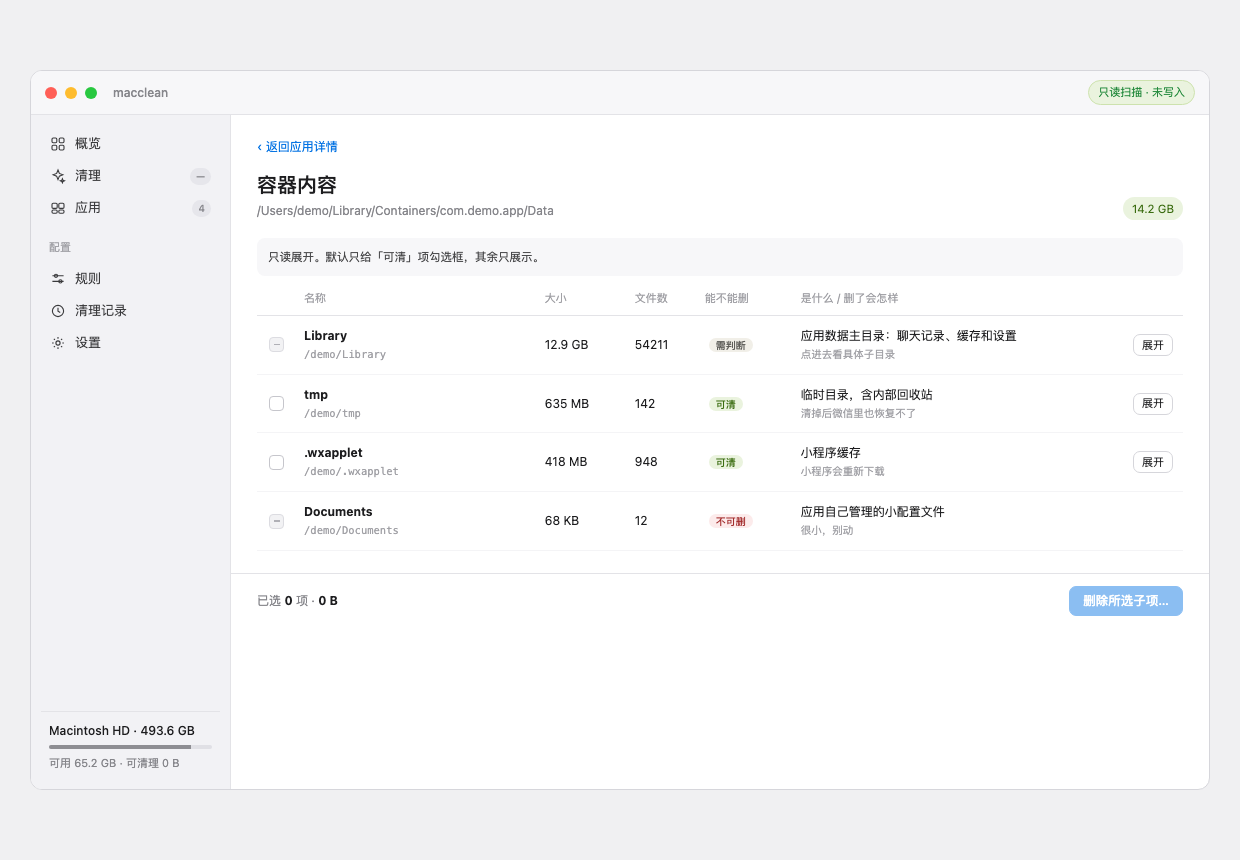 macclean
只读扫描 · 未写入
概览
清理 –
应用 4
配置
规则
清理记录
设置
Macintosh HD · 493.6 GB
可用 65.2 GB · 可清理 0 B
‹ 返回应用详情
容器内容
/Users/demo/Library/Containers/com.demo.app/Data
14.2 GB
只读展开。默认只给「可清」项勾选框，其余只展示。
名称 大小 文件数 能不能删 是什么 / 删了会怎样
Library 12.9 GB 54211 需判断 应用数据主目录：聊天记录、缓存和设置 展开
/demo/Library 点进去看具体子目录
tmp 635 MB 142 可清 临时目录，含内部回收站 展开
/demo/tmp 清掉后微信里也恢复不了
.wxapplet 418 MB 948 可清 小程序缓存 展开
/demo/.wxapplet 小程序会重新下载
Documents 68 KB 12 不可删 应用自己管理的小配置文件
/demo/Documents 很小，别动
已选 0 项 · 0 B
删除所选子项...